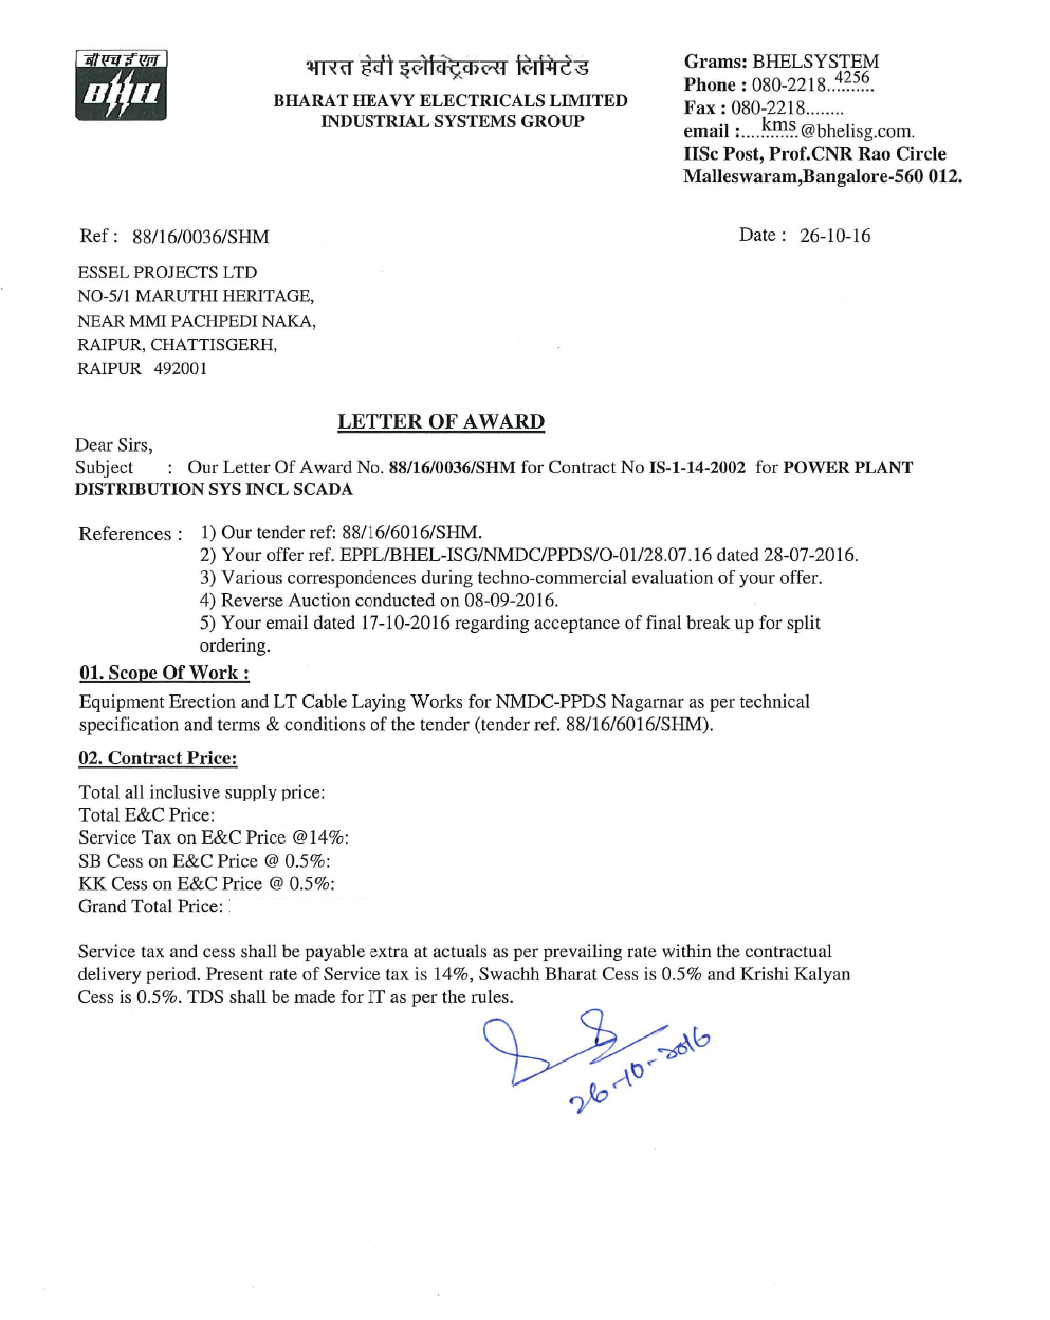 बी एच ई एल
BHEL
भारत हेवी इलेक्ट्रिकल्स लिमिटेड
BHARAT HEAVY ELECTRICALS LIMITED
INDUSTRIAL SYSTEMS GROUP
Grams: BHELSYSTEM
Phone : 080-2218..4256..
Fax : 080-2218........
email :....kms @bhelisg.com.
IISc Post, Prof.CNR Rao Circle
Malleswaram,Bangalore-560 012.
Ref : 88/16/0036/SHM
Date : 26-10-16
ESSEL PROJECTS LTD
NO-5/1 MARUTHI HERITAGE,
NEAR MMI PACHPEDI NAKA,
RAIPUR, CHATTISGERH,
RAIPUR 492001
LETTER OF AWARD
Dear Sirs,
Subject : Our Letter Of Award No. 88/16/0036/SHM for Contract No IS-1-14-2002 for POWER PLANT
DISTRIBUTION SYS INCL SCADA
References : 1) Our tender ref: 88/16/6016/SHM.
2) Your offer ref. EPPL/BHEL-ISG/NMDC/PPDS/O-01/28.07.16 dated 28-07-2016.
3) Various correspondences during techno-commercial evaluation of your offer.
4) Reverse Auction conducted on 08-09-2016.
5) Your email dated 17-10-2016 regarding acceptance of final break up for split
ordering.
01. Scope Of Work :
Equipment Erection and LT Cable Laying Works for NMDC-PPDS Nagarnar as per technical
specification and terms & conditions of the tender (tender ref. 88/16/6016/SHM).
02. Contract Price:
Total all inclusive supply price:
Total E&C Price:
Service Tax on E&C Price @14%:
SB Cess on E&C Price @ 0.5%:
KK Cess on E&C Price @ 0.5%:
Grand Total Price:
Service tax and cess shall be payable extra at actuals as per prevailing rate within the contractual
delivery period. Present rate of Service tax is 14%, Swachh Bharat Cess is 0.5% and Krishi Kalyan
Cess is 0.5%. TDS shall be made for IT as per the rules.
26-10-2016